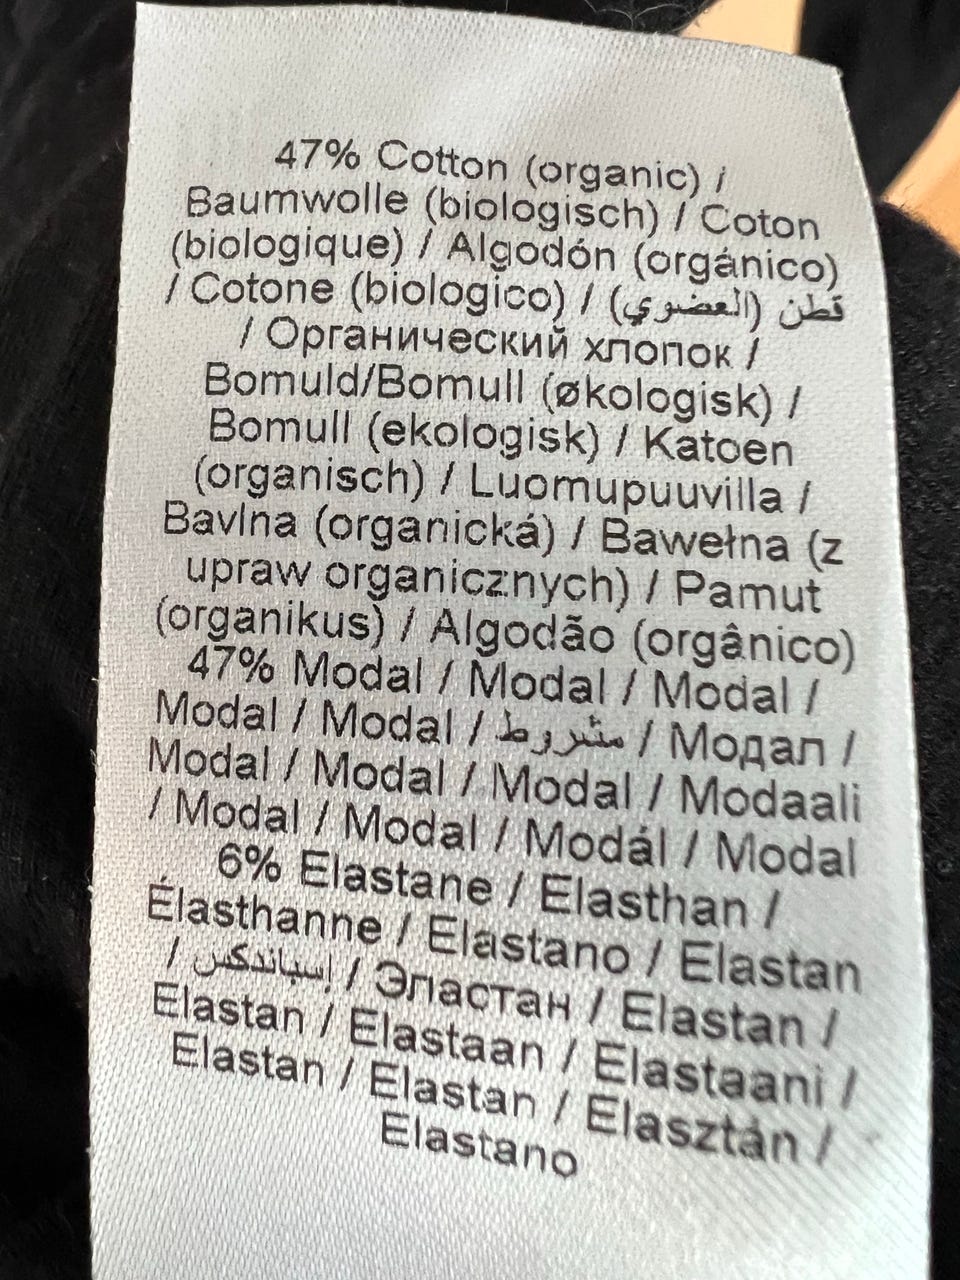 47% Cotton (organic) /
Baumwolle (biologisch) / Coton
(biologique) / Algodón (orgánico)
/ Cotone (biologico) / قطن (العضوي)
/ Органический хлопок /
Bomuld/Bomull (økologisk) /
Bomull (ekologisk) / Katoen
(organisch) / Luomupuuvilla /
Bavlna (organická) / Bawełna (z
upraw organicznych) / Pamut
(organikus) / Algodão (orgânico)
47% Modal / Modal / Modal /
Modal / Modal / مشروط / Модал /
Modal / Modal / Modal / Modaali
/ Modal / Modal / Modál / Modal
6% Elastane / Elasthan /
Élasthanne / Elastano / Elastan
/ إسباندكس / Эластан / Elastan /
Elastan / Elastaan / Elastaani /
Elastan / Elastan / Elasztán /
Elastano